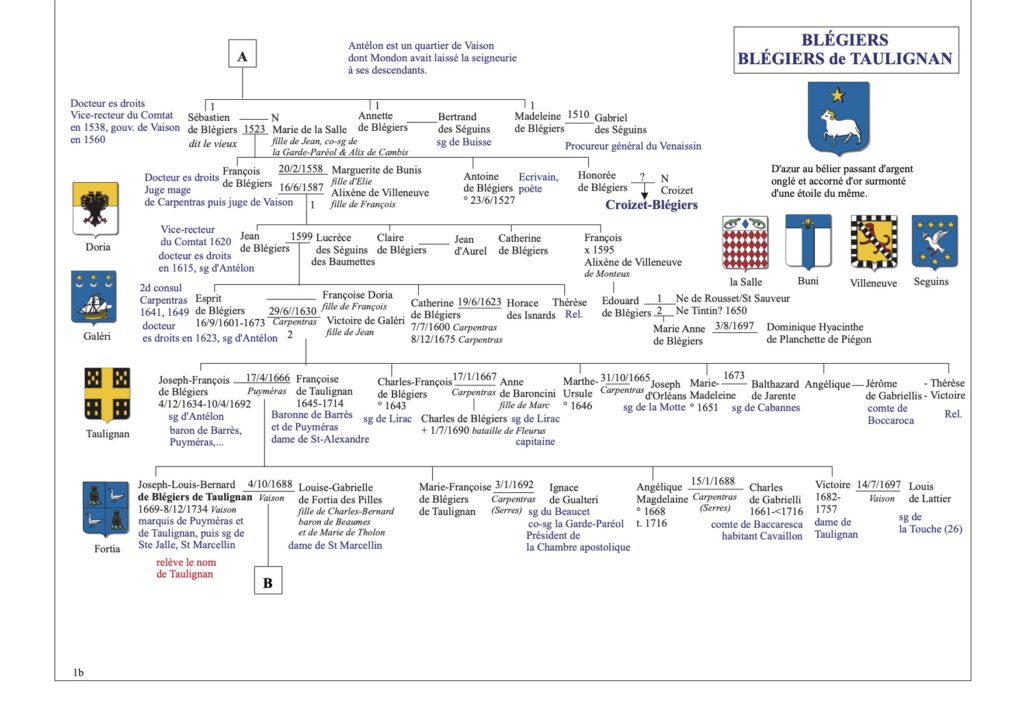 BLÉGIERS
BLÉGIERS de TAULIGNAN
A
Antélon est un quartier de Vaison
dont Mondon avait laissé la seigneurie
à ses descendants.
Docteur es droits
Vice-recteur du Comtat
en 1538, gouv. de Vaison
en 1560
1
Sébastien
de Blégiers
dit le vieux
1523
N
Marie de la Salle
fille de Jean, co-sg de
la Garde-Paréol & Alix de Cambis
1
Annette
de Blégiers
Bertrand
des Séguins
sg de Buisse
1
Madeleine
de Blégiers
1510
Gabriel
des Séguins
Procureur général du Venaissin
D'azur au bélier passant d'argent
onglé et accorné d'or surmonté
d'une étoile du même.
Docteur es droits
Juge mage
de Carpentras puis juge de Vaison
François
de Blégiers
20/2/1558
16/6/1587
1
Marguerite de Bunis
fille d'Elie
Alixène de Villeneuve
fille de François
Antoine
de Blégiers
° 23/6/1527
Ecrivain,
poète
Honorée
de Blégiers
?
N
Croizet
Croizet-Blégiers
Doria
la Salle
Buni
Villeneuve
Seguins
Vice-recteur
du Comtat 1620
docteur es droits
en 1615, sg d'Antélon
Jean
de Blégiers
1599
Lucrèce
des Séguins
des Baumettes
Claire
de Blégiers
Jean
d'Aurel
Catherine
de Blégiers
François
x 1595
Alixène de Villeneuve
de Monteux
Galéri
2d consul
Carpentras
1641, 1649
docteur
es droits en 1623, sg d'Antélon
Esprit
de Blégiers
16/9/1601-1673
29/6//1630
Carpentras
2
Françoise Doria
fille de François
Victoire de Galéri
fille de Jean
Catherine
de Blégiers
7/7/1600 Carpentras
8/12/1675 Carpentras
19/6/1623
Horace
des Isnards
Thérèse
Rel.
Edouard
de Blégiers
1
2
Ne de Rousset/St Sauveur
Ne Tintin? 1650
Marie Anne
de Blégiers
3/8/1697
Dominique Hyacinthe
de Planchette de Piégon
Taulignan
Joseph-François
de Blégiers
4/12/1634-10/4/1692
sg d'Antélon
baron de Barrès,
Puyméras,...
17/4/1666
Puyméras
Françoise
de Taulignan
1645-1714
Baronne de Barrès
et de Puyméras
dame de St-Alexandre
Charles-François
de Blégiers
° 1643
sg de Lirac
17/1/1667
Carpentras
Anne
de Baroncini
fille de Marc
Charles de Blégiers
+ 1/7/1690 bataille de Fleurus
sg de Lirac
capitaine
Marthe-
Ursule
° 1646
31/10/1665
Carpentras
Joseph
d'Orléans
sg de la Motte
Marie-
Madeleine
° 1651
1673
Balthazard
de Jarente
sg de Cabannes
Angélique
Jérôme
de Gabriellis
comte de
Boccaroca
- Thérèse
- Victoire
Rel.
Fortia
Joseph-Louis-Bernard
de Blégiers de Taulignan
1669-8/12/1734 Vaison
marquis de Puyméras et
de Taulignan, puis sg de
Ste Jalle, St Marcellin
relève le nom
de Taulignan
4/10/1688
Vaison
Louise-Gabrielle
de Fortia des Pilles
fille de Charles-Bernard
baron de Beaumes
et de Marie de Tholon
dame de St Marcellin
Marie-Françoise
de Blégiers
de Taulignan
3/1/1692
Carpentras
(Serres)
Ignace
de Gualteri
sg du Beaucet
co-sg la Garde-Paréol
Président de
la Chambre apostolique
Angélique
Magdelaine
° 1668
t. 1716
15/1/1688
Carpentras
(Serres)
Charles
de Gabrielli
1661-<1716
comte de Baccaresca
habitant Cavaillon
Victoire
1682-
1757
dame de
Taulignan
14/7/1697
Vaison
Louis
de Lattier
sg de
la Touche (26)
B
1b